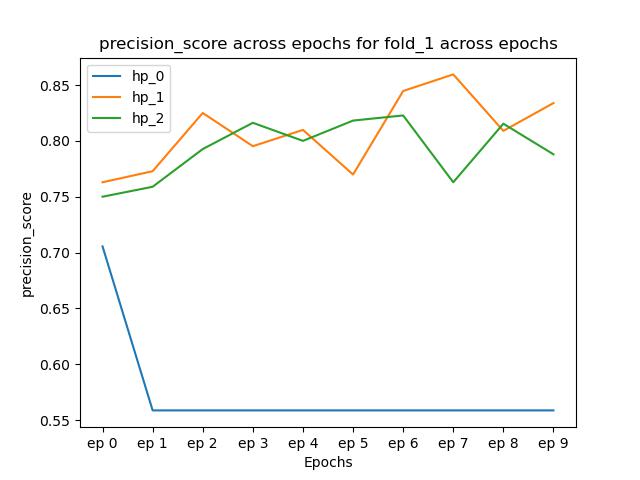 precision_score across epochs for fold_1 across epochs
hp_0
hp_1
hp_2
0.85
0.80
0.75
0.70
0.65
0.60
0.55
precision_score
ep 0 ep 1 ep 2 ep 3 ep 4 ep 5 ep 6 ep 7 ep 8 ep 9
Epochs